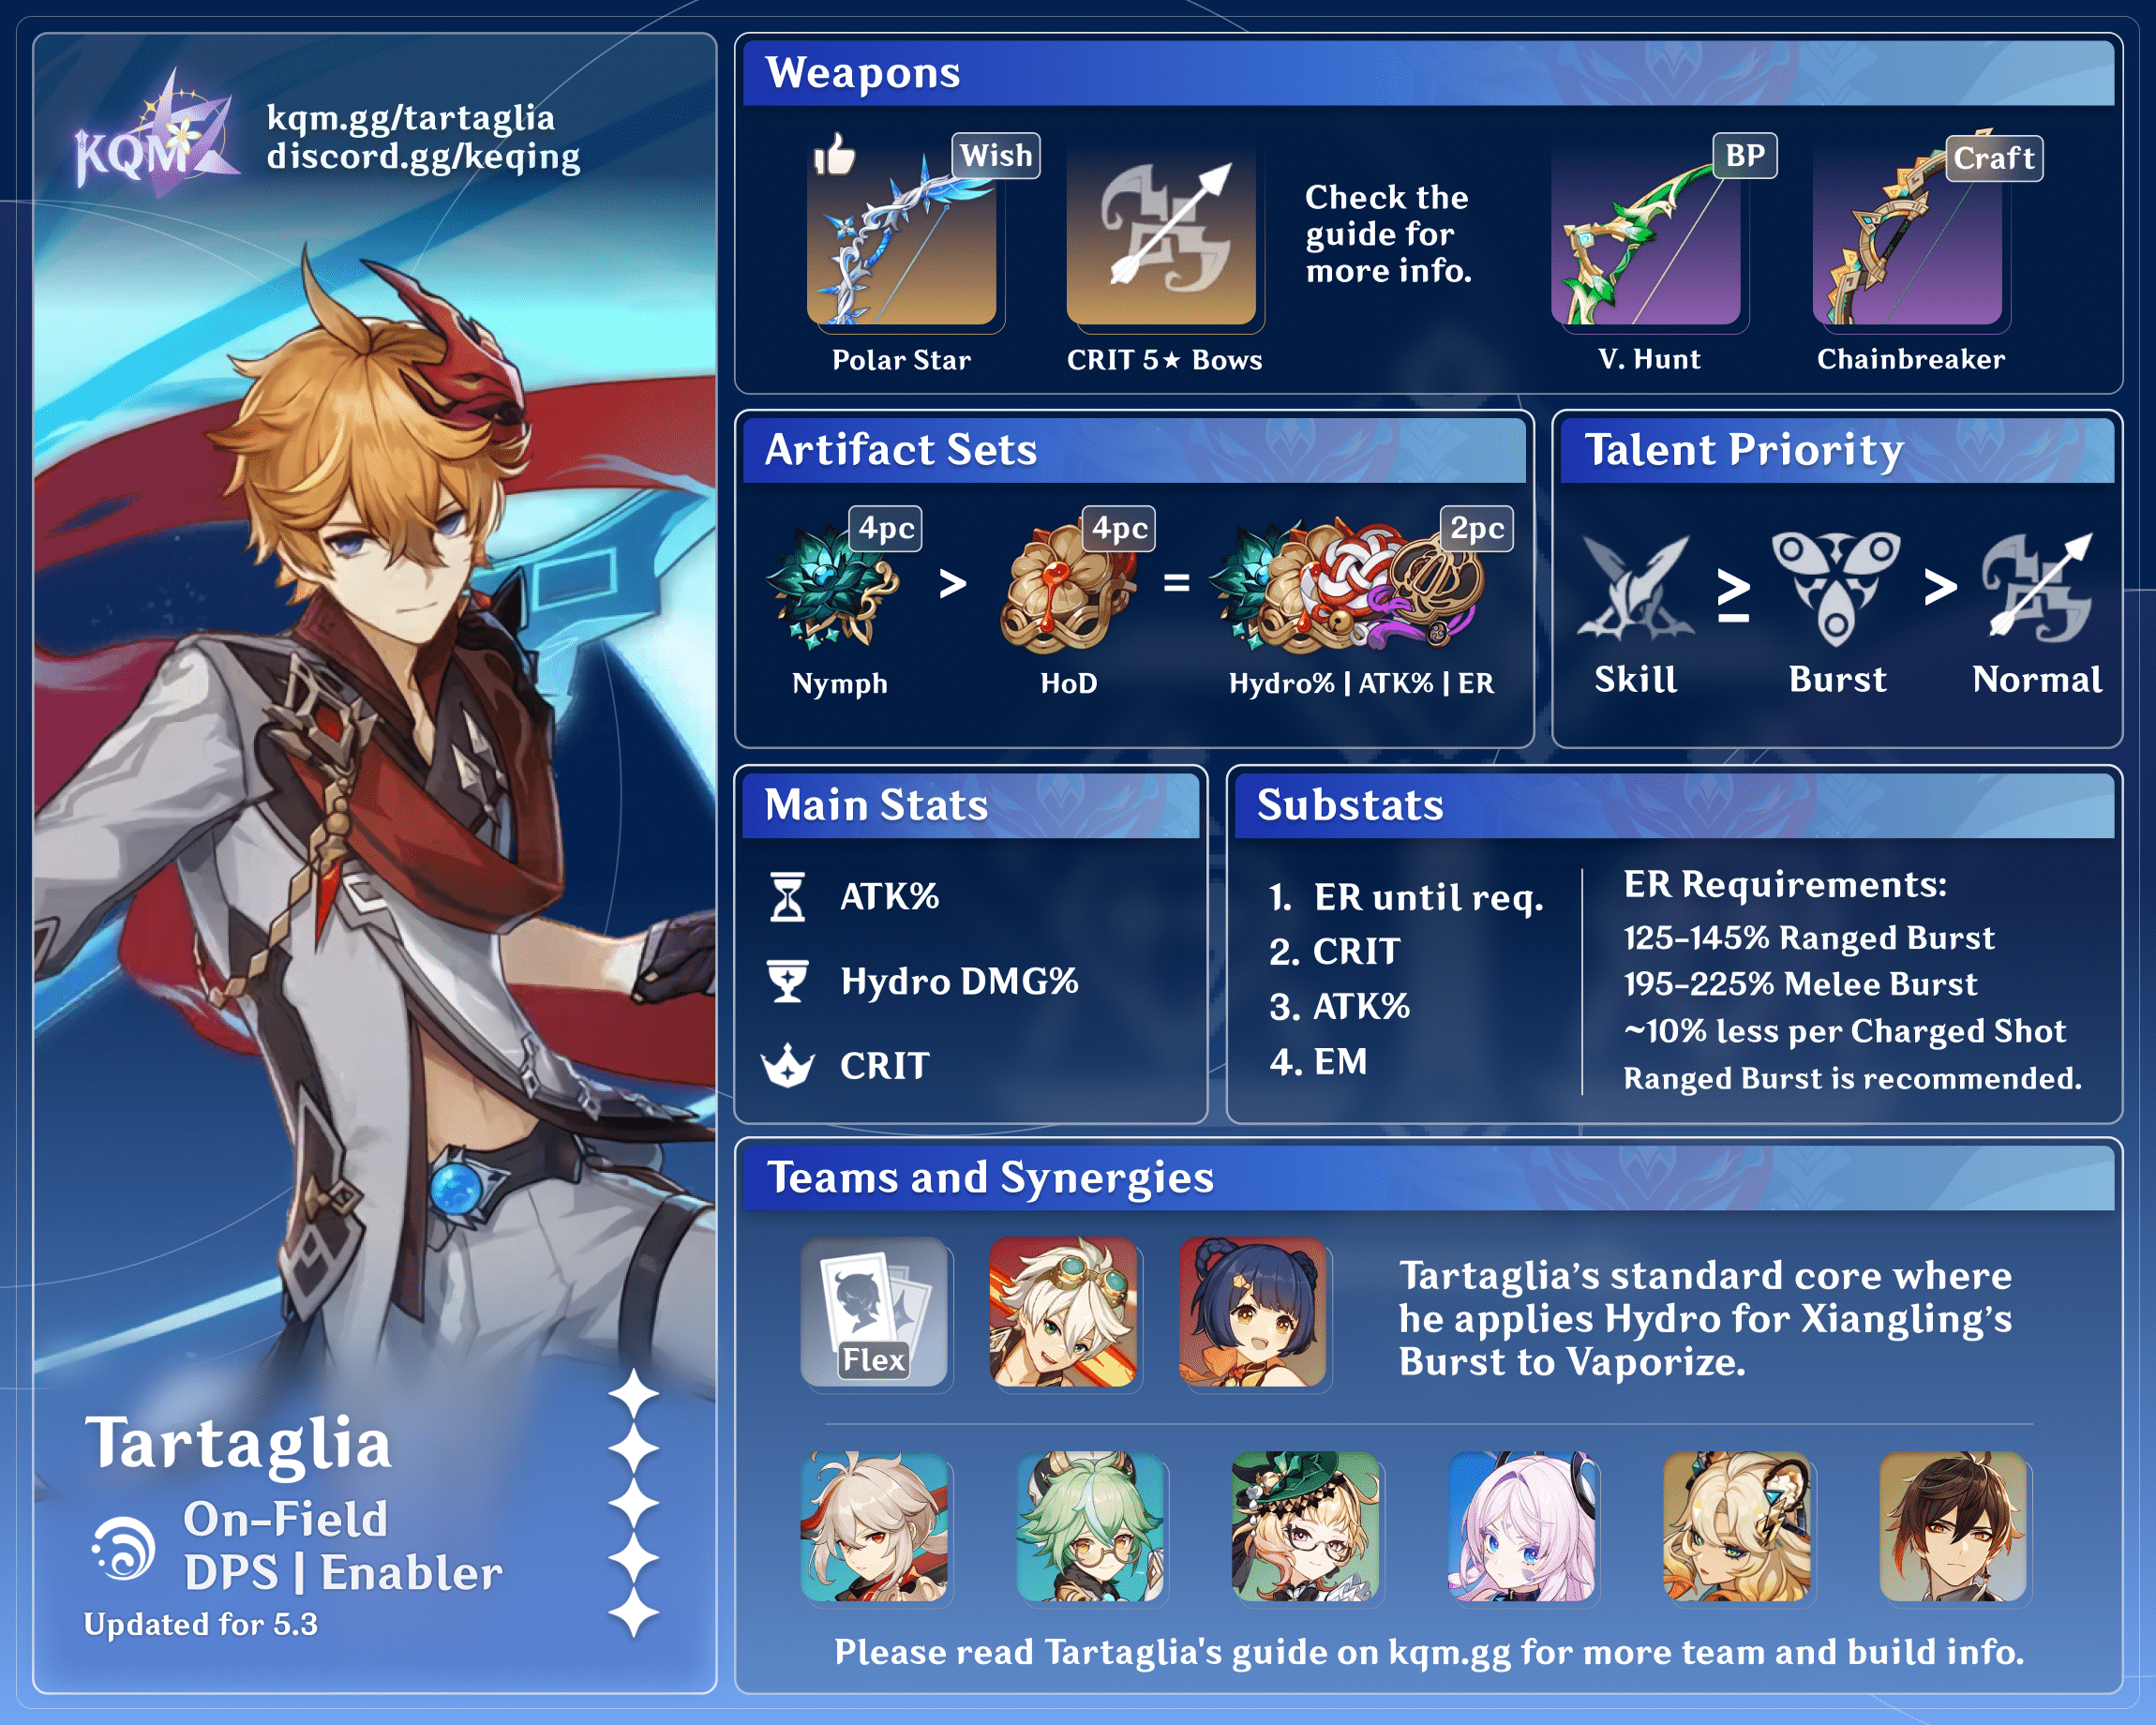 KQM
kqm.gg/tartaglia
discord.gg/keqing
Tartaglia
On-Field
DPS | Enabler
Updated for 5.3
Weapons
Wish
Polar Star
CRIT 5★ Bows
Check the
guide for
more info.
BP
V. Hunt
Craft
Chainbreaker
Artifact Sets
4pc
Nymph
>
4pc
HoD
=
2pc
Hydro% | ATK% | ER
Talent Priority
Skill
≥
Burst
>
Normal
Main Stats
ATK%
Hydro DMG%
CRIT
Substats
1. ER until req.
2. CRIT
3. ATK%
4. EM
ER Requirements:
125-145% Ranged Burst
195-225% Melee Burst
~10% less per Charged Shot
Ranged Burst is recommended.
Teams and Synergies
Flex
Tartaglia's standard core where
he applies Hydro for Xiangling's
Burst to Vaporize.
Please read Tartaglia's guide on kqm.gg for more team and build info.